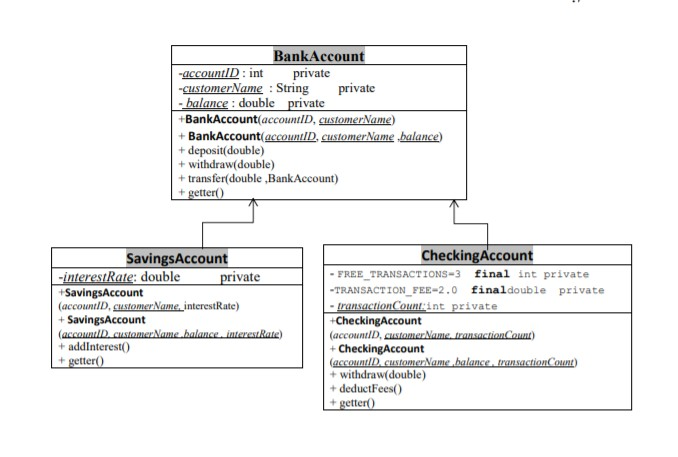 BankAccount
-accountID : int private
-customerName : String private
- balance : double private
+BankAccount(accountID, customerName)
+ BankAccount(accountID, customerName ,balance)
+ deposit(double)
+ withdraw(double)
+ transfer(double ,BankAccount)
+ getter()
SavingsAccount
-interestRate: double private
+SavingsAccount
(accountID, customerName, interestRate)
+ SavingsAccount
(accountID, customerName ,balance , interestRate)
+ addInterest()
+ getter()
CheckingAccount
- FREE_TRANSACTIONS=3 final int private
-TRANSACTION_FEE=2.0 finaldouble private
- transactionCount:int private
+CheckingAccount
(accountID, customerName, transactionCount)
+ CheckingAccount
(accountID, customerName ,balance , transactionCount)
+ withdraw(double)
+ deductFees()
+ getter()